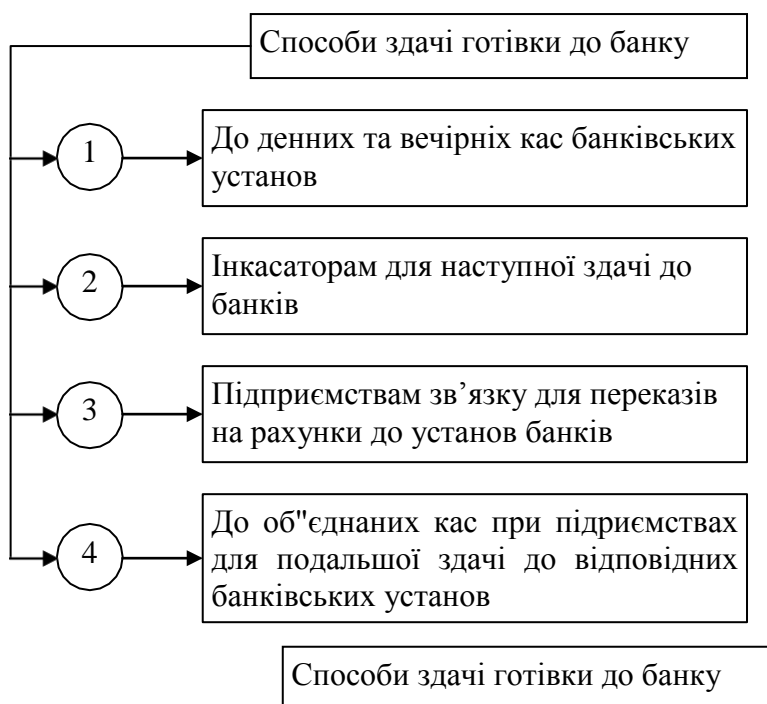 Способи здачі готівки до банку
1
До денних та вечірніх кас банківських
установ
2
Інкасаторам для наступної здачі до
банків
3
Підприємствам зв’язку для переказів
на рахунки до установ банків
4
До об"єднаних кас при підриємствах
для подальшої здачі до відповідних
банківських установ
Способи здачі готівки до банку